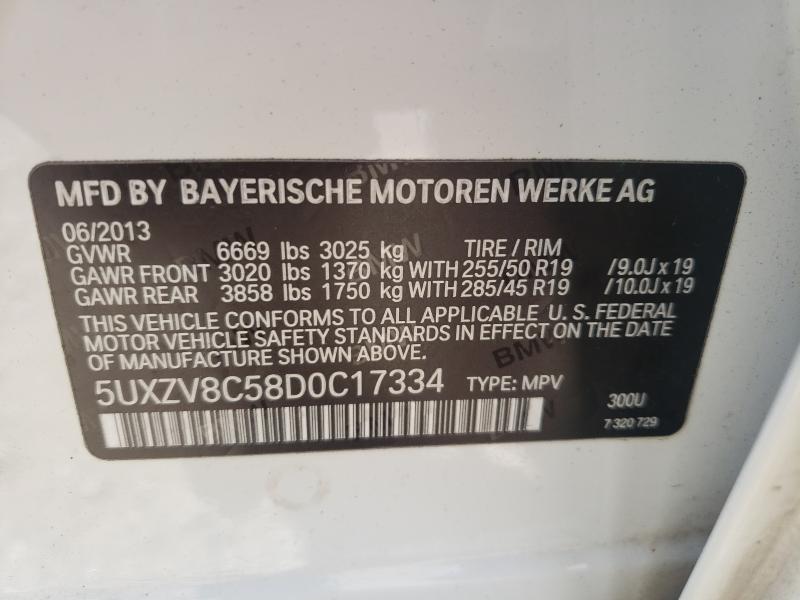 MFD BY BAYERISCHE MOTOREN WERKE AG
06/2013
GVWR 6669 lbs 3025 kg TIRE / RIM
GAWR FRONT 3020 lbs 1370 kg WITH 255/50 R19 /9.0J x 19
GAWR REAR 3858 lbs 1750 kg WITH 285/45 R19 /10.0J x 19
THIS VEHICLE CONFORMS TO ALL APPLICABLE U. S. FEDERAL
MOTOR VEHICLE SAFETY STANDARDS IN EFFECT ON THE DATE
OF MANUFACTURE SHOWN ABOVE.
5UXZV8C58D0C17334 TYPE: MPV 300U
7 320 729